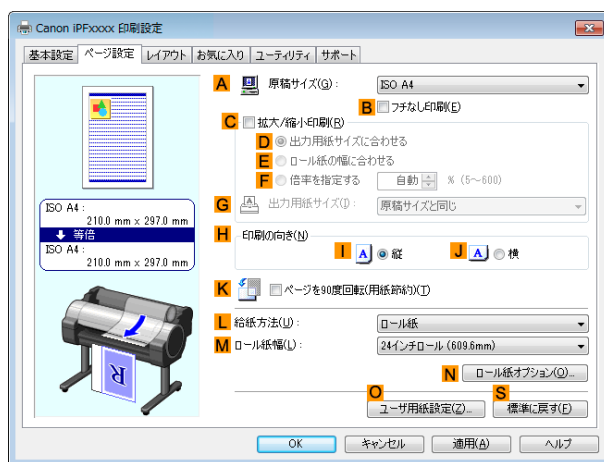 Canon iPFxxxx 印刷設定
基本設定 ページ設定 レイアウト お気に入り ユーティリティ サポート
A 原稿サイズ(G): ISO A4
B フチなし印刷(E)
C 拡大/縮小印刷(R)
D 出力用紙サイズに合わせる
E ロール紙の幅に合わせる
F 倍率を指定する 自動 % (5～600)
G 出力用紙サイズ(I): 原稿サイズと同じ
ISO A4:
210.0 mm x 297.0 mm
等倍
ISO A4:
210.0 mm x 297.0 mm
H 印刷の向き(N)
I A 縦 J A 横
K ページを90度回転(用紙節約)(T)
L 給紙方法(U): ロール紙
M ロール紙幅(L): 24インチロール (609.6mm)
N ロール紙オプション(O)...
O ユーザ用紙設定(Z)... S 標準に戻す(F)
R
OK キャンセル 適用(A) ヘルプ